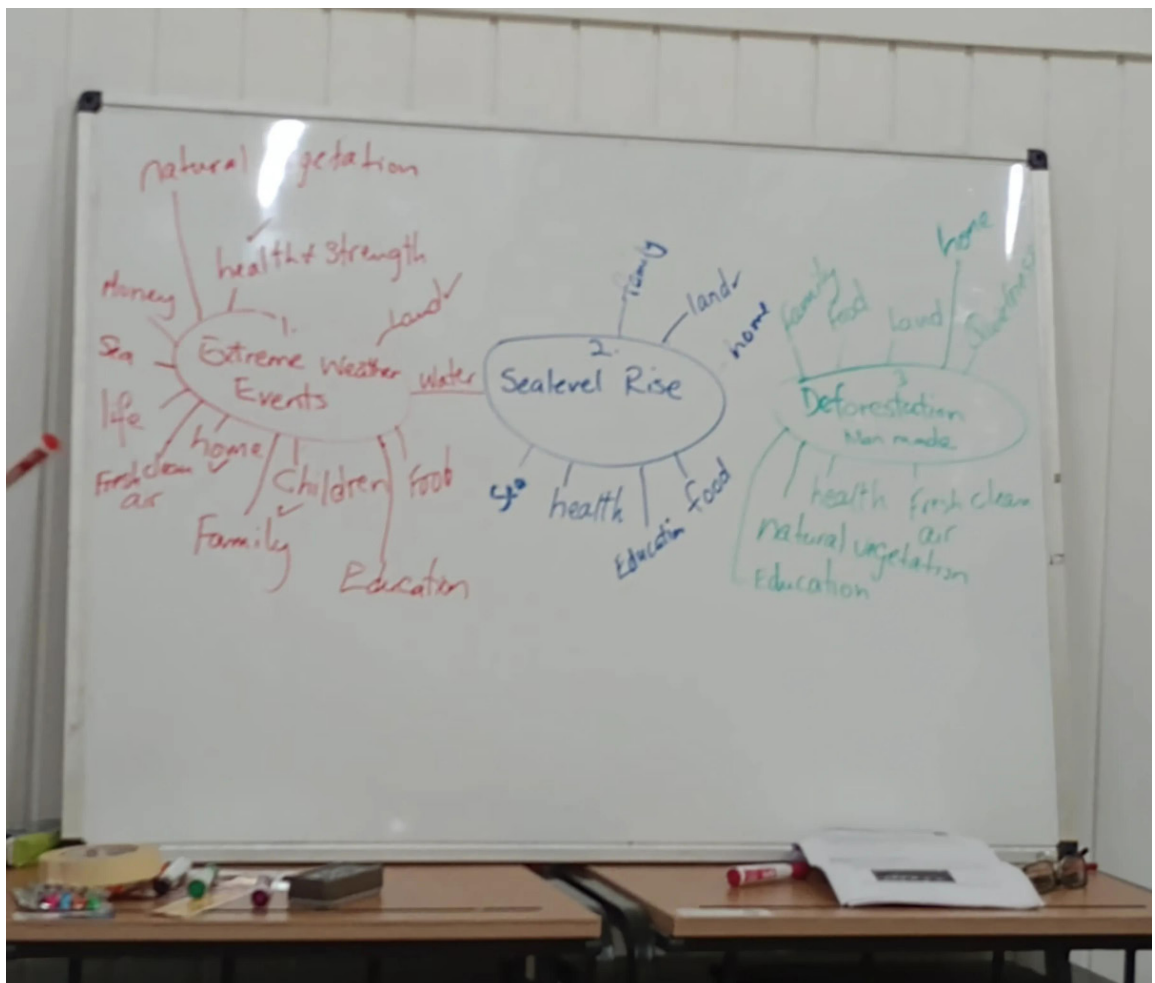 natural getation
health & Strength
Money
Land ✓
Sea
1.
Extreme Weather
Events
life
home
Fresh clean
air
Children
Food
Family
Education
Water
family
land
home
2.
Sealevel Rise
Sea
health
food
Education
family
food
Land
home
3
Deforestation
Man made
health
Fresh clean
air
natural vegetation
Education